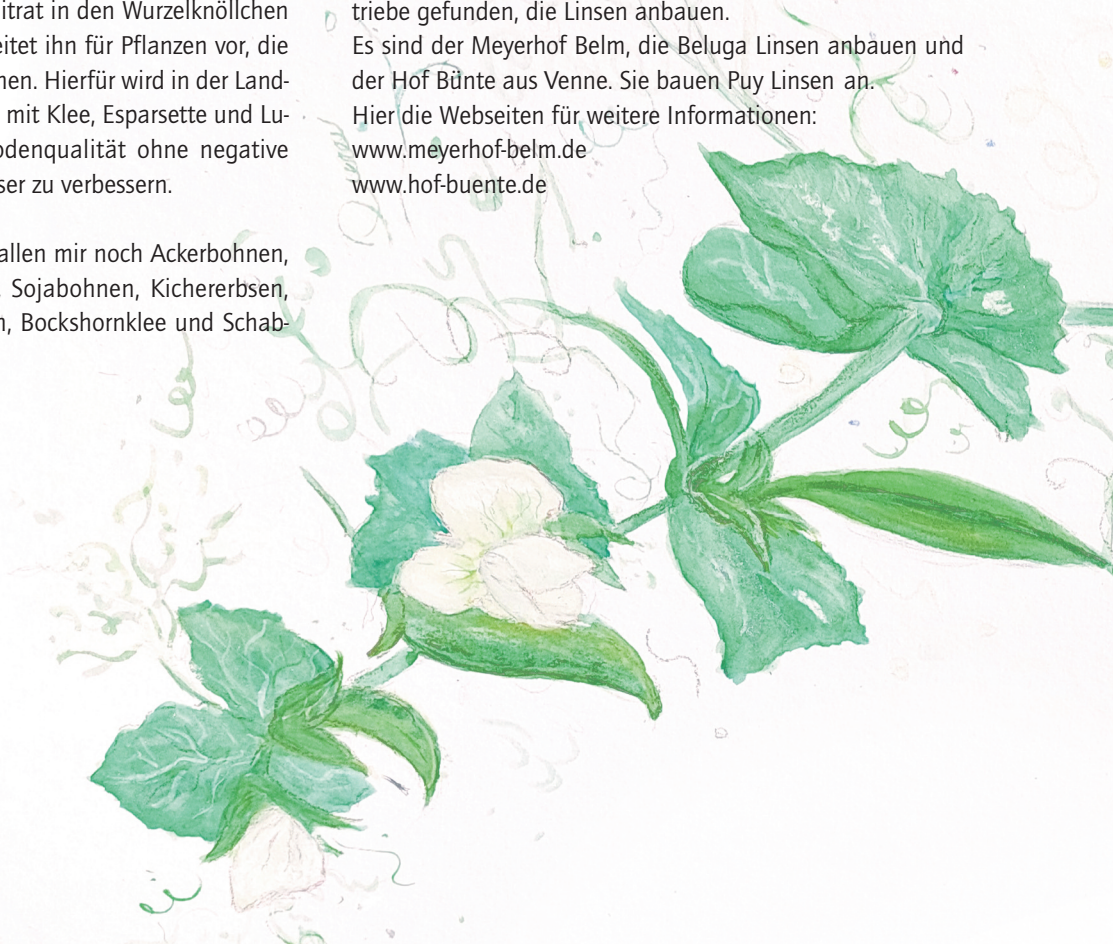 itrat in den Wurzelknöllchen
eitet ihn für Pflanzen vor, die
nen. Hierfür wird in der Land-
mit Klee, Esparsette und Lu-
odenqualität ohne negative
ser zu verbessern.
allen mir noch Ackerbohnen,
Sojabohnen, Kichererbsen,
n, Bockshornklee und Schab-
triebe gefunden, die Linsen anbauen.
Es sind der Meyerhof Belm, die Beluga Linsen anbauen und
der Hof Bünte aus Venne. Sie bauen Puy Linsen an.
Hier die Webseiten für weitere Informationen:
www.meyerhof-belm.de
www.hof-buente.de